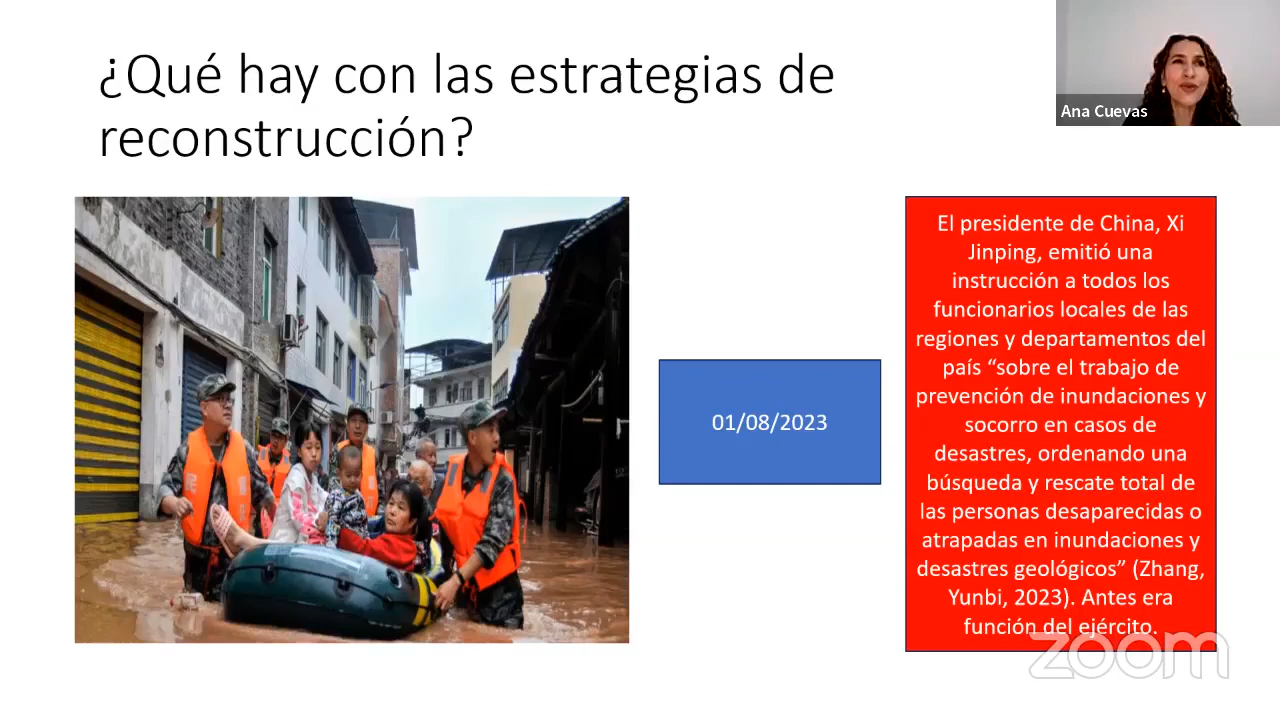 ¿Qué hay con las estrategias de
reconstrucción?
Ana Cuevas
01/08/2023
El presidente de China, Xi
Jinping, emitió una
instrucción a todos los
funcionarios locales de las
regiones y departamentos del
país “sobre el trabajo de
prevención de inundaciones y
socorro en casos de
desastres, ordenando una
búsqueda y rescate total de
las personas desaparecidas o
atrapadas en inundaciones y
desastres geológicos” (Zhang,
Yunbi, 2023). Antes era
función del ejército.
zoom